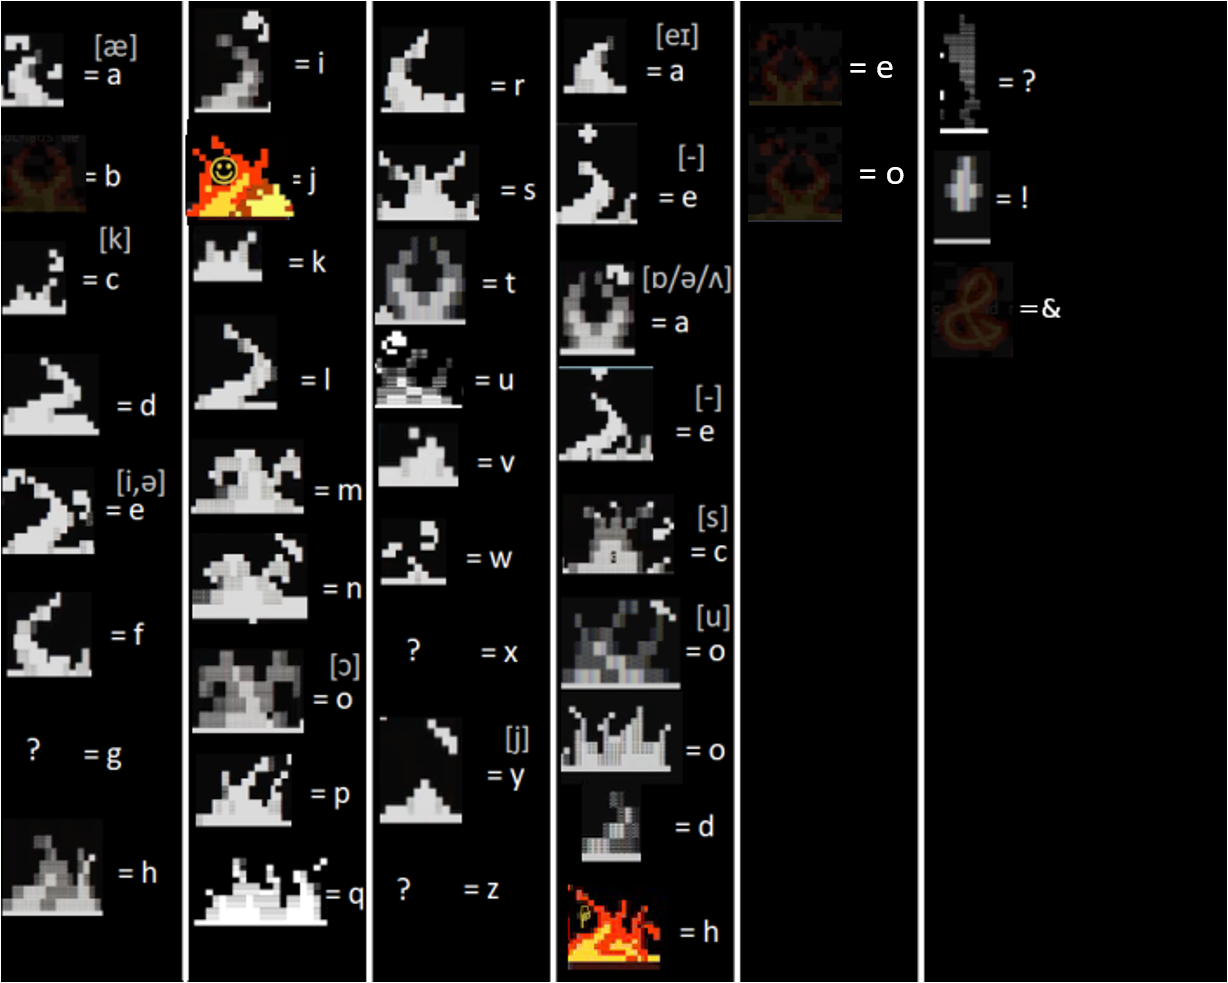 [æ]
= a
= b
[k]
= c
= d
[i,ə]
= e
= f
? = g
= h
= i
= j
= k
= l
= m
= n
[ɔ]
= o
= p
= q
= r
= s
= t
= u
= v
= w
? = x
[j]
= y
? = z
[eɪ]
= a
[-]
= e
[ɒ/ə/ʌ]
= a
[-]
= e
[s]
= c
[u]
= o
= o
= d
= h
= e
= o
= ?
= !
=&